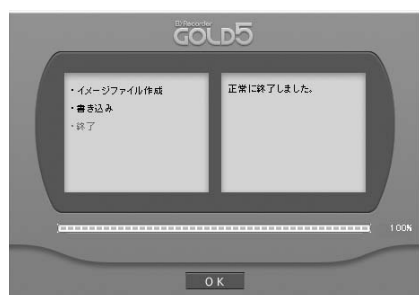 B's Recorder
GOLD5
・イメージファイル作成
・書き込み
・終了
正常に終了しました。
100%
OK